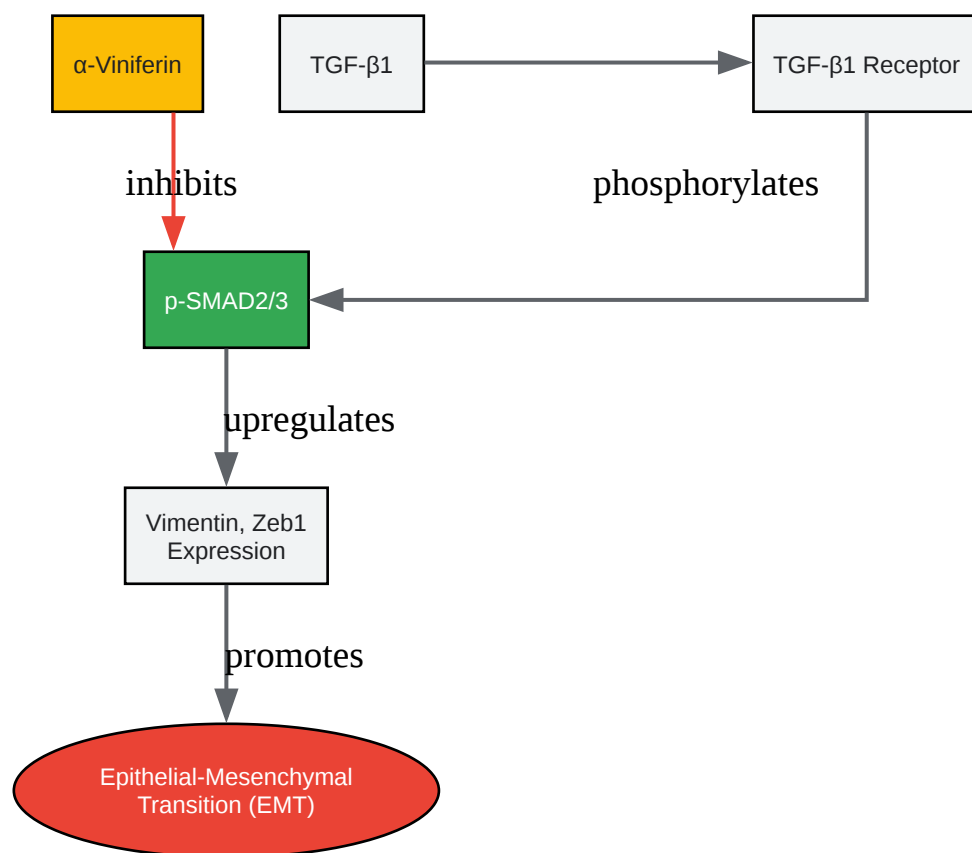 α-Viniferin
TGF-β1
TGF-β1 Receptor
inhibits
phosphorylates
p-SMAD2/3
upregulates
Vimentin, Zeb1
Expression
promotes
Epithelial-Mesenchymal
Transition (EMT)